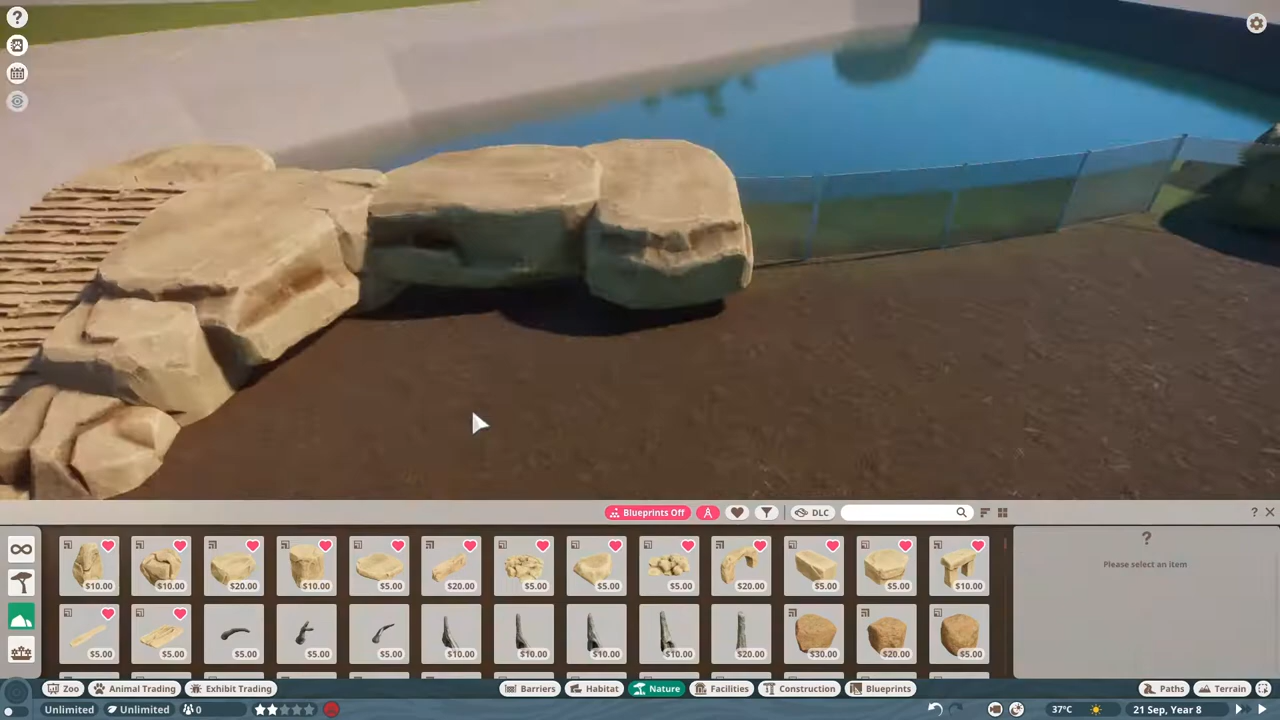 ?
Blueprints Off
DLC
? ×
$10.00 $10.00 $20.00 $10.00 $5.00 $20.00 $5.00 $5.00 $5.00 $20.00 $5.00 $5.00 $10.00
?
Please select an item
$5.00 $5.00 $5.00 $5.00 $5.00 $10.00 $10.00 $10.00 $10.00 $20.00 $30.00 $20.00 $5.00
Zoo Animal Trading Exhibit Trading Barriers Habitat Nature Facilities Construction Blueprints Paths Terrain
Unlimited Unlimited 0 37°C 21 Sep, Year 8